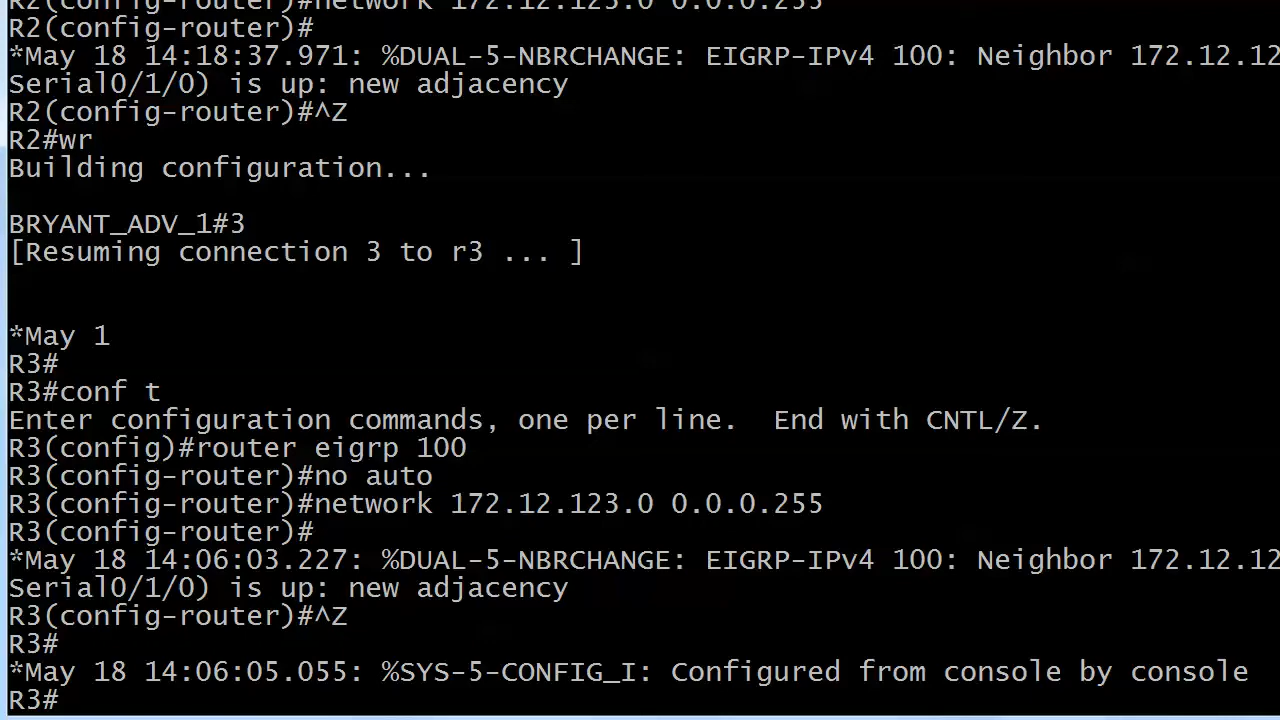 R2(config-router)#network 172.12.123.0 0.0.0.255
R2(config-router)#
*May 18 14:18:37.971: %DUAL-5-NBRCHANGE: EIGRP-IPv4 100: Neighbor 172.12.12
Serial0/1/0) is up: new adjacency
R2(config-router)#^Z
R2#wr
Building configuration...
BRYANT_ADV_1#3
[Resuming connection 3 to r3 ... ]
*May 1
R3#
R3#conf t
Enter configuration commands, one per line.  End with CNTL/Z.
R3(config)#router eigrp 100
R3(config-router)#no auto
R3(config-router)#network 172.12.123.0 0.0.0.255
R3(config-router)#
*May 18 14:06:03.227: %DUAL-5-NBRCHANGE: EIGRP-IPv4 100: Neighbor 172.12.12
Serial0/1/0) is up: new adjacency
R3(config-router)#^Z
R3#
*May 18 14:06:05.055: %SYS-5-CONFIG_I: Configured from console by console
R3#